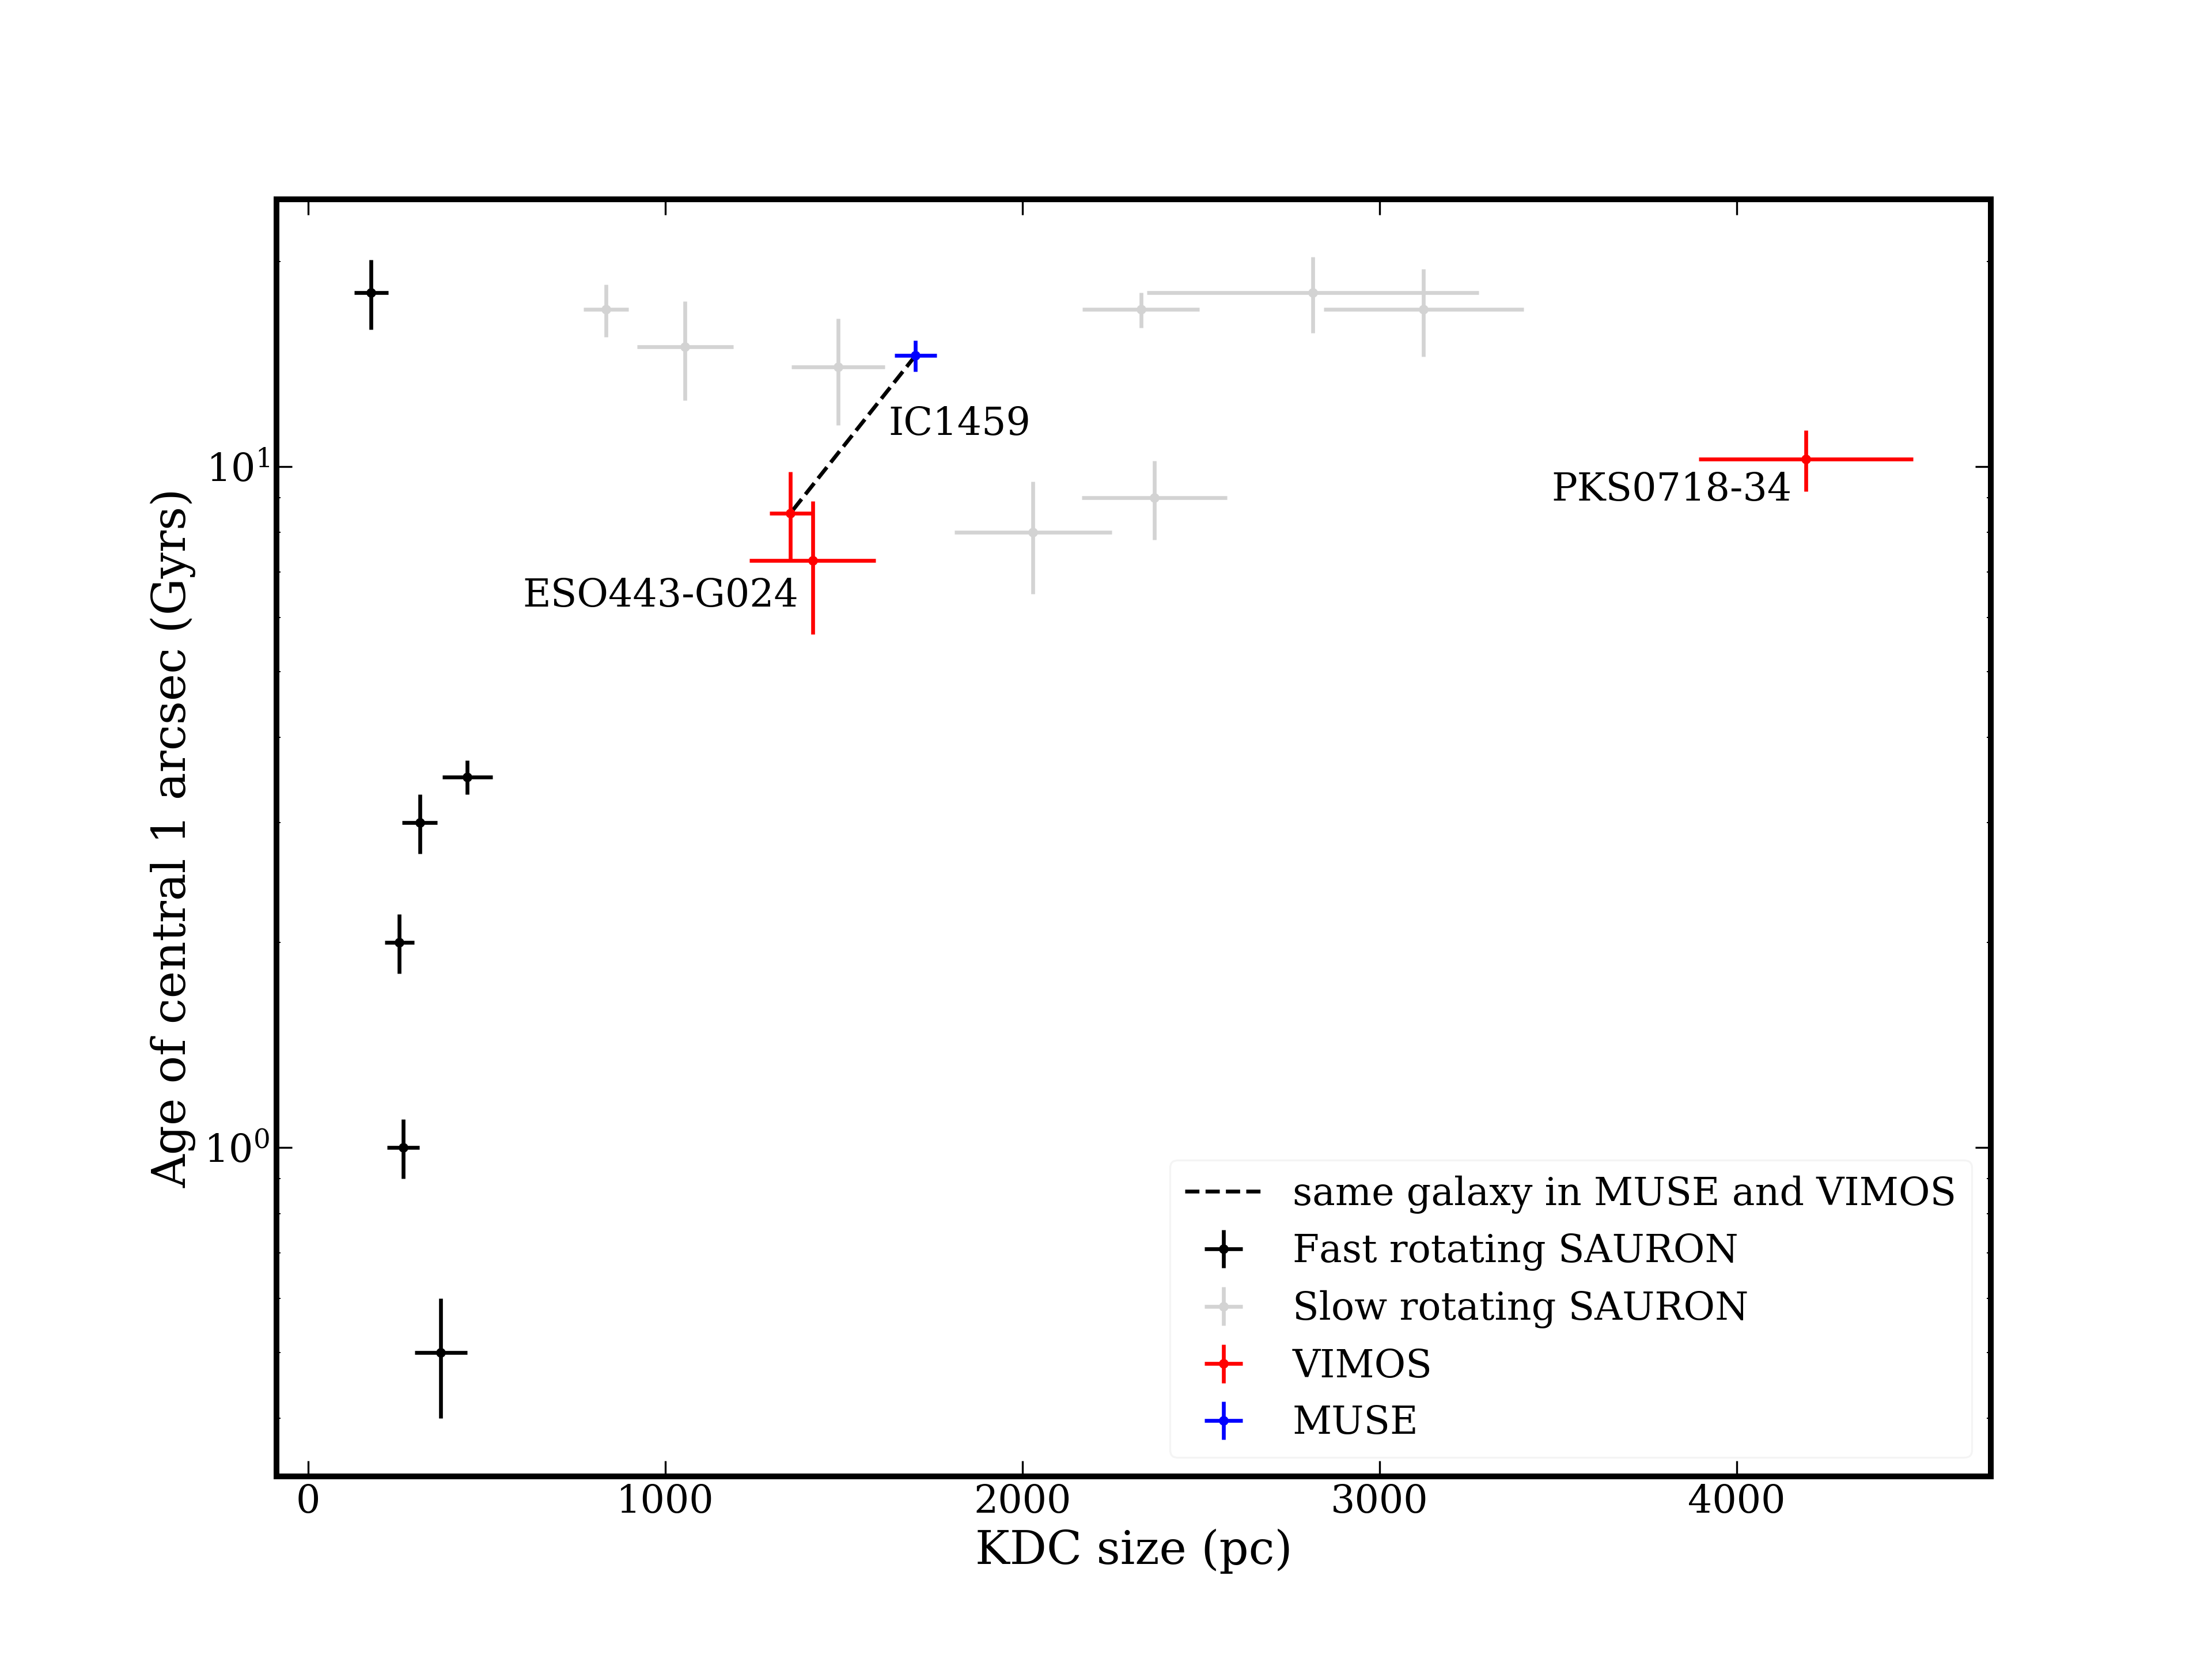 IC1459
10¹
PKS0718-34
ESO443-G024
Age of central 1 arcsec (Gyrs)
10⁰
same galaxy in MUSE and VIMOS
Fast rotating SAURON
Slow rotating SAURON
VIMOS
MUSE
0 1000 2000 3000 4000
KDC size (pc)